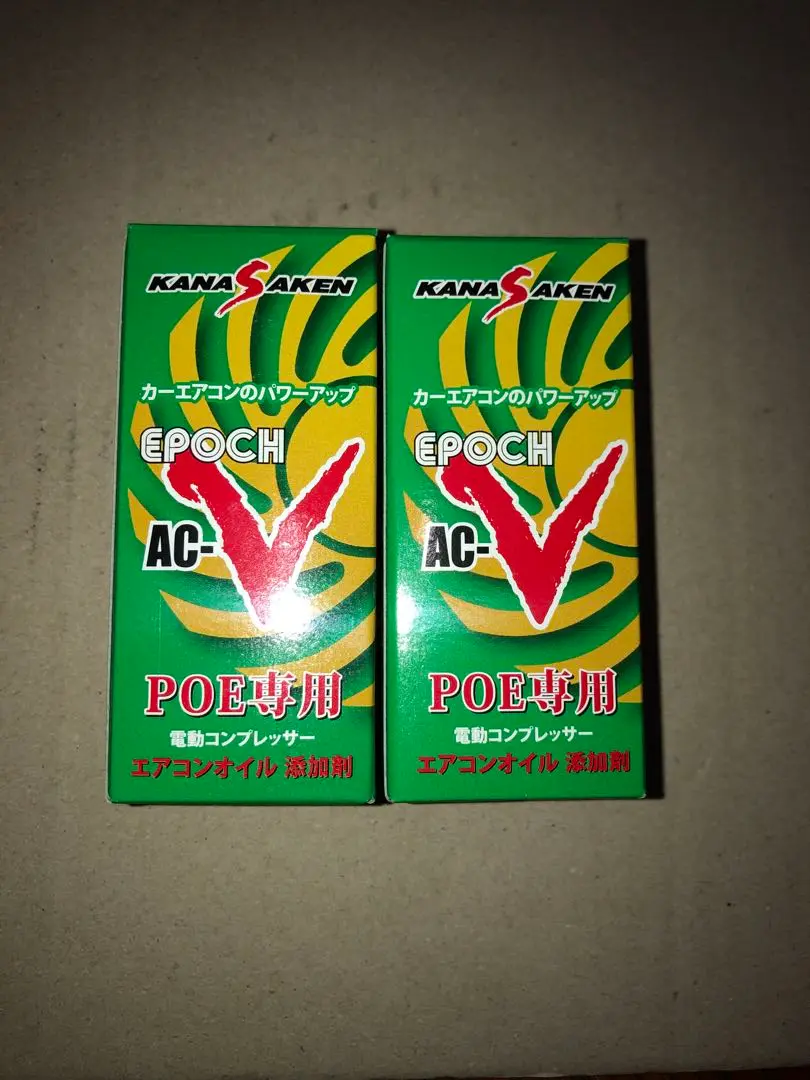 KANASAKEN
カーエアコンのパワーアップ
EPOCH
AC-V
POE専用
電動コンプレッサー
エアコンオイル 添加剤
KANASAKEN
カーエアコンのパワーアップ
EPOCH
AC-V
POE専用
電動コンプレッサー
エアコンオイル 添加剤